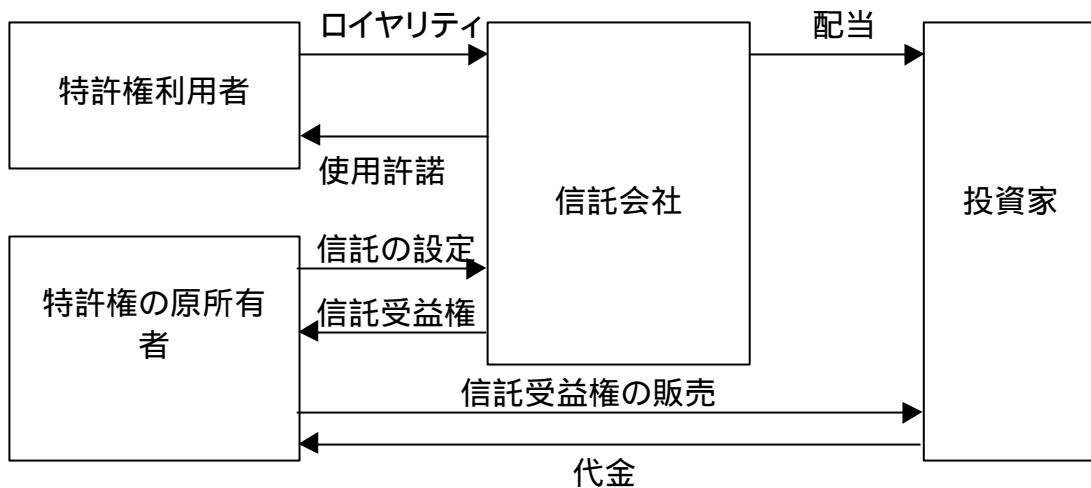 ロイヤリティ
配当
特許権利用者
使用許諾
信託会社
投資家
信託の設定
特許権の原所有
者
信託受益権
信託受益権の販売
代金